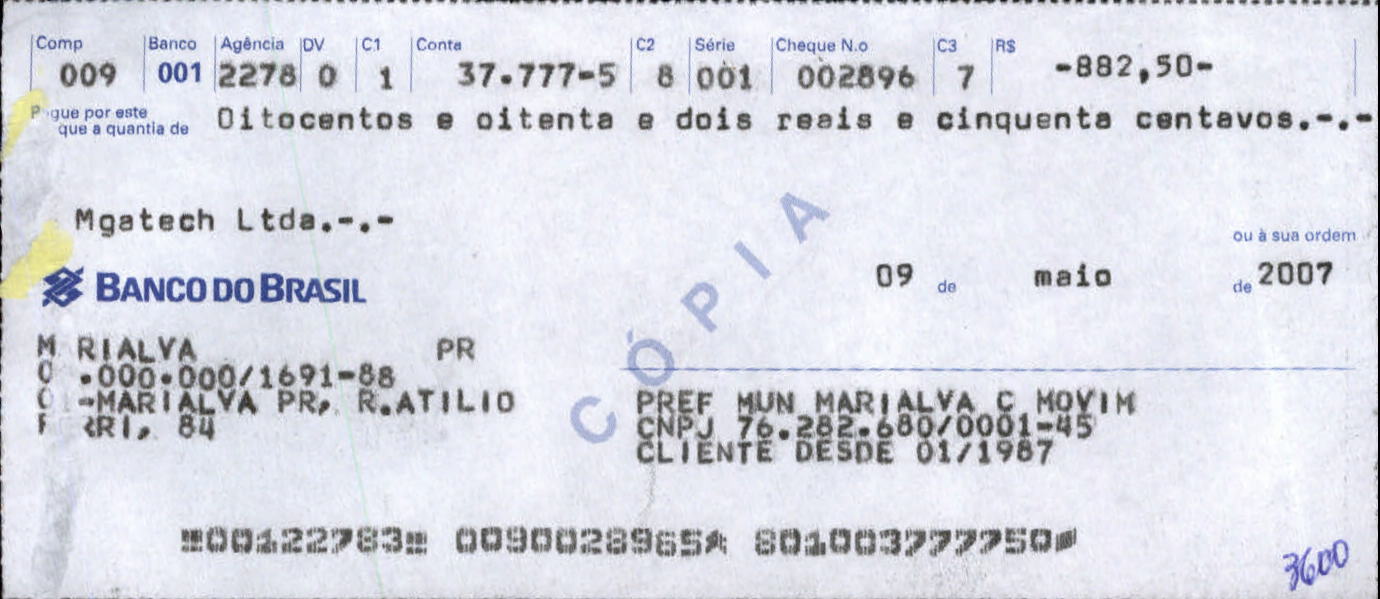 Comp Banco Agência DV C1 Conta C2 Série Cheque N.o C3 R$
009 001 2278 0 1 37.777-5 8 001 002896 7 -882,50-
Pague por este
que a quantia de Oitocentos e oitenta e dois reais e cinquenta centavos.-.-
Mgatech Ltda.-.-
ou à sua ordem
09 de maio de 2007
BANCO DO BRASIL
CÓPIA
M RIALVA PR
.000.000/1691-88
-MARIALVA PR, R.ATILIO
RRI, 84
PREF MUN MARIALVA C MOVIM
CNPJ 76.282.680/0001-45
CLIENTE DESDE 01/1987
00122783 0090028965 801003777750
3600